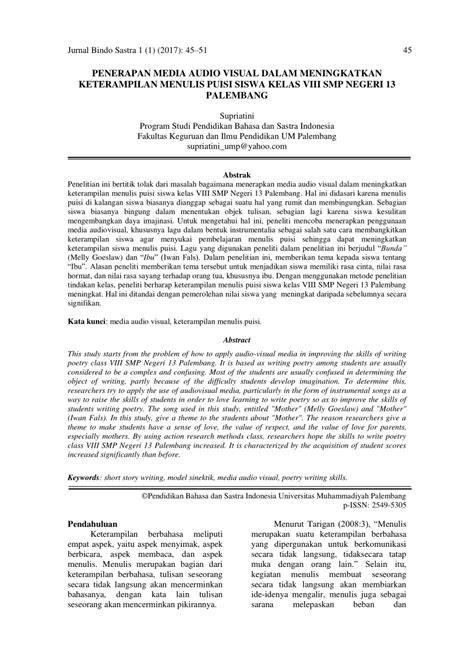 Jurnal Bindo Sastra 1 (1) (2017): 45–51 45
PENERAPAN MEDIA AUDIO VISUAL DALAM MENINGKATKAN
KETERAMPILAN MENULIS PUISI SISWA KELAS VIII SMP NEGERI 13
PALEMBANG
Supriatini
Program Studi Pendidikan Bahasa dan Sastra Indonesia
Fakultas Keguruan dan Ilmu Pendidikan UM Palembang
supriatini_ump@yahoo.com
Abstrak
Penelitian ini bertitik tolak dari masalah bagaimana menerapkan media audio visual dalam meningkatkan
keterampilan menulis puisi siswa kelas VIII SMP Negeri 13 Palembang. Hal ini didasari karena menulis
puisi di kalangan siswa biasanya dianggap sebagai suatu hal yang rumit dan membingungkan. Sebagian
siswa biasanya bingung dalam menentukan objek tulisan, sebagian lagi karena siswa kesulitan
mengembangkan daya imajinasi. Untuk mengetahui hal ini, peneliti mencoba menerapkan penggunaan
media audiovisual, khususnya lagu dalam bentuk instrumentalia sebagai salah satu cara membangkitkan
keterampilan siswa agar menyukai pembelajaran menulis puisi sehingga dapat meningkatkan
keterampilan siswa menulis puisi. Lagu yang digunakan peneliti dalam penelitian ini berjudul “Bunda”
(Melly Goeslaw) dan “Ibu” (Iwan Fals). Dalam penelitian ini, memberikan tema kepada siswa tentang
“Ibu”. Alasan peneliti memberikan tema tersebut untuk menjadikan siswa memiliki rasa cinta, nilai rasa
hormat, dan nilai rasa sayang terhadap orang tua, khususnya ibu. Dengan menggunakan metode penelitian
tindakan kelas, peneliti berharap keterampilan menulis puisi siswa kelas VIII SMP Negeri 13 Palembang
meningkat. Hal ini ditandai dengan pemerolehan nilai siswa yang meningkat daripada sebelumnya secara
signifikan.
Kata kunci: media audio visual, keterampilan menulis puisi.
Abstract
This study starts from the problem of how to apply audio-visual media in improving the skills of writing
poetry class VIII SMP Negeri 13 Palembang. It is based as writing poetry among students are usually
considered to be a complex and confusing. Most of the students are usually confused in determining the
object of writing, partly because of the difficulty students develop imagination. To determine this,
researchers try to apply the use of audiovisual media, particularly in the form of instrumental songs as a
way to raise the skills of students in order to love learning to write poetry so as to improve the skills of
students writing poetry. The song used in this study, entitled "Mother" (Melly Goeslaw) and "Mother"
(Iwan Fals). In this study, give a theme to the students about "Mother". The reason researchers give a
theme to make students have a sense of love, the value of respect, and the value of love for parents,
especially mothers. By using action research methods class, researchers hope the skills to write poetry
class VIII SMP Negeri 13 Palembang increased. It is characterized by the acquisition of student scores
increased significantly than before.
Keywords: short story writing, model sinektik, media audio visual, poetry writing skills.
©Pendidikan Bahasa dan Sastra Indonesia Universitas Muhammadiyah Palembang
p-ISSN: 2549-5305
Pendahuluan
Keterampilan berbahasa meliputi
empat aspek, yaitu aspek menyimak, aspek
berbicara, aspek membaca, dan aspek
menulis. Menulis merupakan bagian dari
keterampilan berbahasa, tulisan seseorang
secara tidak langsung akan mencerminkan
bahasanya, dengan kata lain tulisan
seseorang akan mencerminkan pikirannya.
Menurut Tarigan (2008:3), “Menulis
merupakan suatu keterampilan berbahasa
yang dipergunakan untuk berkomunikasi
secara tidak langsung, tidaksecara tatap
muka dengan orang lain.” Selain itu,
kegiatan menulis membuat seseorang
secara tidak langsung akan membiarkan
ide-idenya mengalir, menulis juga sebagai
sarana melepaskan beban dan